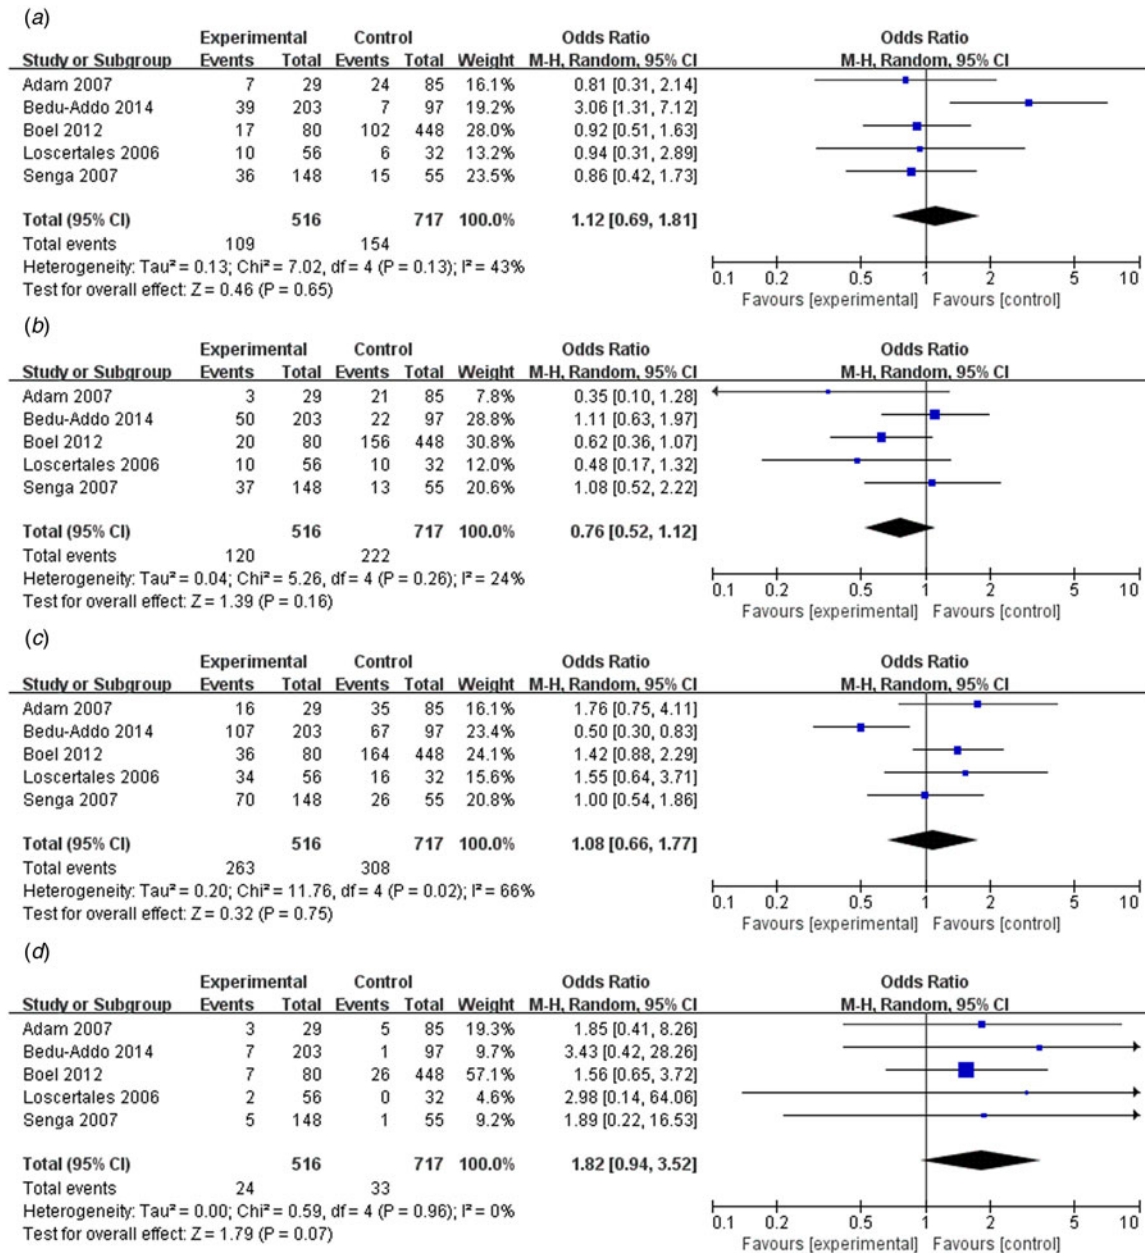 (a)
Experimental Control Odds Ratio Odds Ratio
Study or Subgroup Events Total Events Total Weight M-H, Random, 95% CI M-H, Random, 95% CI
Adam 2007 7 29 24 85 16.1% 0.81 [0.31, 2.14]
Bedu-Addo 2014 39 203 7 97 19.2% 3.06 [1.31, 7.12]
Boel 2012 17 80 102 448 28.0% 0.92 [0.51, 1.63]
Loscertales 2006 10 56 6 32 13.2% 0.94 [0.31, 2.89]
Senga 2007 36 148 15 55 23.5% 0.86 [0.42, 1.73]
Total (95% CI) 516 717 100.0% 1.12 [0.69, 1.81]
Total events 109 154
Heterogeneity: Tau² = 0.13; Chi² = 7.02, df = 4 (P = 0.13); I² = 43%
Test for overall effect: Z = 0.46 (P = 0.65)
0.1 0.2 0.5 1 2 5 10
Favours [experimental] Favours [control]
(b)
Experimental Control Odds Ratio Odds Ratio
Study or Subgroup Events Total Events Total Weight M-H, Random, 95% CI M-H, Random, 95% CI
Adam 2007 3 29 21 85 7.8% 0.35 [0.10, 1.28]
Bedu-Addo 2014 50 203 22 97 28.8% 1.11 [0.63, 1.97]
Boel 2012 20 80 156 448 30.8% 0.62 [0.36, 1.07]
Loscertales 2006 10 56 10 32 12.0% 0.48 [0.17, 1.32]
Senga 2007 37 148 13 55 20.6% 1.08 [0.52, 2.22]
Total (95% CI) 516 717 100.0% 0.76 [0.52, 1.12]
Total events 120 222
Heterogeneity: Tau² = 0.04; Chi² = 5.26, df = 4 (P = 0.26); I² = 24%
Test for overall effect: Z = 1.39 (P = 0.16)
0.1 0.2 0.5 1 2 5 10
Favours [experimental] Favours [control]
(c)
Experimental Control Odds Ratio Odds Ratio
Study or Subgroup Events Total Events Total Weight M-H, Random, 95% CI M-H, Random, 95% CI
Adam 2007 16 29 35 85 16.1% 1.76 [0.75, 4.11]
Bedu-Addo 2014 107 203 67 97 23.4% 0.50 [0.30, 0.83]
Boel 2012 36 80 164 448 24.1% 1.42 [0.88, 2.29]
Loscertales 2006 34 56 16 32 15.6% 1.55 [0.64, 3.71]
Senga 2007 70 148 26 55 20.8% 1.00 [0.54, 1.86]
Total (95% CI) 516 717 100.0% 1.08 [0.66, 1.77]
Total events 263 308
Heterogeneity: Tau² = 0.20; Chi² = 11.76, df = 4 (P = 0.02); I² = 66%
Test for overall effect: Z = 0.32 (P = 0.75)
0.1 0.2 0.5 1 2 5 10
Favours [experimental] Favours [control]
(d)
Experimental Control Odds Ratio Odds Ratio
Study or Subgroup Events Total Events Total Weight M-H, Random, 95% CI M-H, Random, 95% CI
Adam 2007 3 29 5 85 19.3% 1.85 [0.41, 8.26]
Bedu-Addo 2014 7 203 1 97 9.7% 3.43 [0.42, 28.26]
Boel 2012 7 80 26 448 57.1% 1.56 [0.65, 3.72]
Loscertales 2006 2 56 0 32 4.6% 2.98 [0.14, 64.06]
Senga 2007 5 148 1 55 9.2% 1.89 [0.22, 16.53]
Total (95% CI) 516 717 100.0% 1.82 [0.94, 3.52]
Total events 24 33
Heterogeneity: Tau² = 0.00; Chi² = 0.59, df = 4 (P = 0.96); I² = 0%
Test for overall effect: Z = 1.79 (P = 0.07)
0.1 0.2 0.5 1 2 5 10
Favours [experimental] Favours [control]